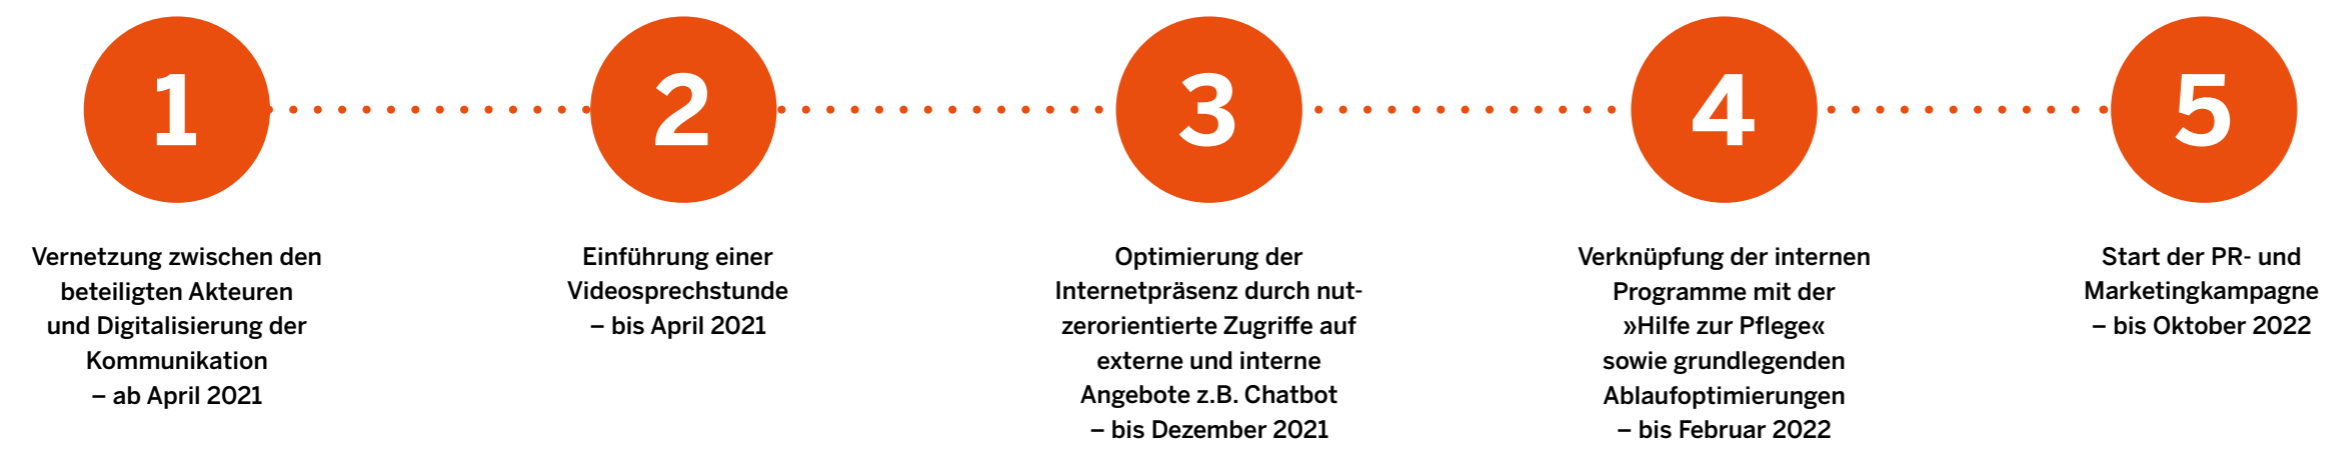 1
Vernetzung zwischen den
beteiligten Akteuren
und Digitalisierung der
Kommunikation
– ab April 2021
2
Einführung einer
Videosprechstunde
– bis April 2021
3
Optimierung der
Internetpräsenz durch nut-
zerorientierte Zugriffe auf
externe und interne
Angebote z.B. Chatbot
– bis Dezember 2021
4
Verknüpfung der internen
Programme mit der
»Hilfe zur Pflege«
sowie grundlegenden
Ablaufoptimierungen
– bis Februar 2022
5
Start der PR- und
Marketingkampagne
– bis Oktober 2022